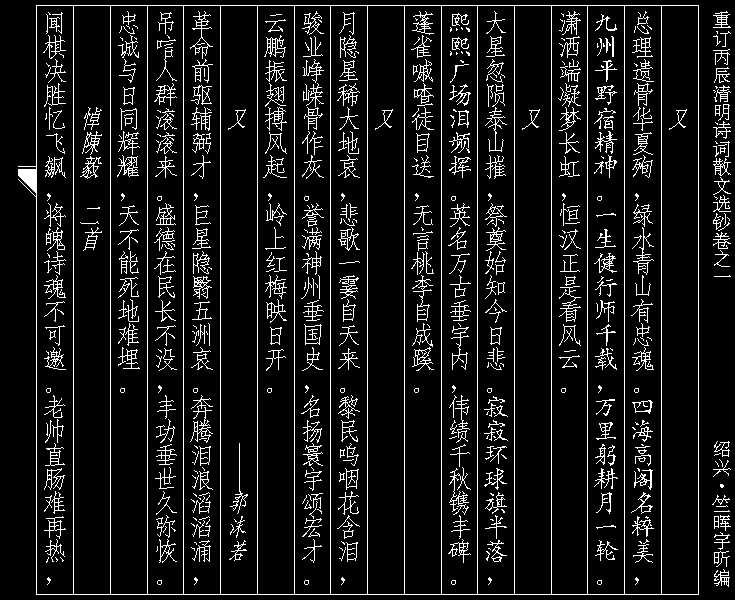 重订丙辰清明诗词散文选钞卷之一
绍兴·竺晖宇昕编
又
总理遗骨华夏殉，绿水青山有忠魂。四海高阁名粹美，
九州平野宿精神。一生健行师千载，万里躬耕月一轮。
潇洒端凝梦长虹，恒汉正是看风云。
又
大星忽陨泰山摧，祭奠始知今日悲。寂寂环球旗半落，
熙熙广场泪频挥。英名万古垂宇内，伟绩千秋镌丰碑。
蓬雀嘁喳徒目送，无言桃李自成蹊。
又
月隐星稀大地哀，悲歌一霎自天来。黎民呜咽花含泪，
骏业峥嵘骨作灰。誉满神州垂国史，名扬寰宇颂宏才。
云鹏振翅搏风起，岭上红梅映日开。
又 ——郭沫若
革命前驱辅弼才，巨星隐翳五洲哀。奔腾泪浪滔滔涌，
吊唁人群滚滚来。盛德在民长不没，丰功垂世久弥恢。
忠诚与日同辉耀，天不能死地难埋。
悼陳毅 二首
闻棋决胜忆飞飙，将魄诗魂不可邀。老帅直肠难再热，